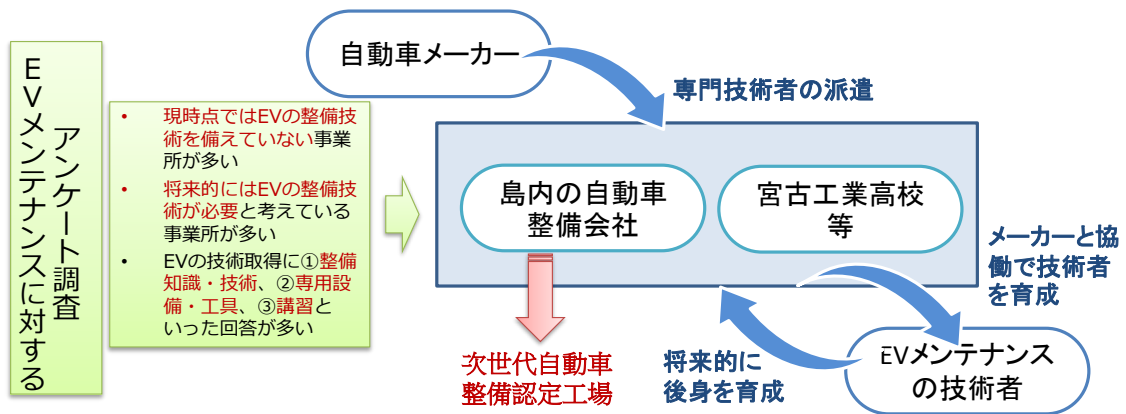 EVメンテナンスに対する
アンケート調査
• 現時点ではEVの整備技
術を備えていない事業
所が多い
• 将来的にはEVの整備技
術が必要と考えている
事業所が多い
• EVの技術取得に①整備
知識・技術、②専用設
備・工具、③講習と
いった回答が多い
自動車メーカー
専門技術者の派遣
島内の自動車
整備会社
宮古工業高校
等
メーカーと協
働で技術者
を育成
次世代自動車
整備認定工場
将来的に
後身を育成
EVメンテナンス
の技術者